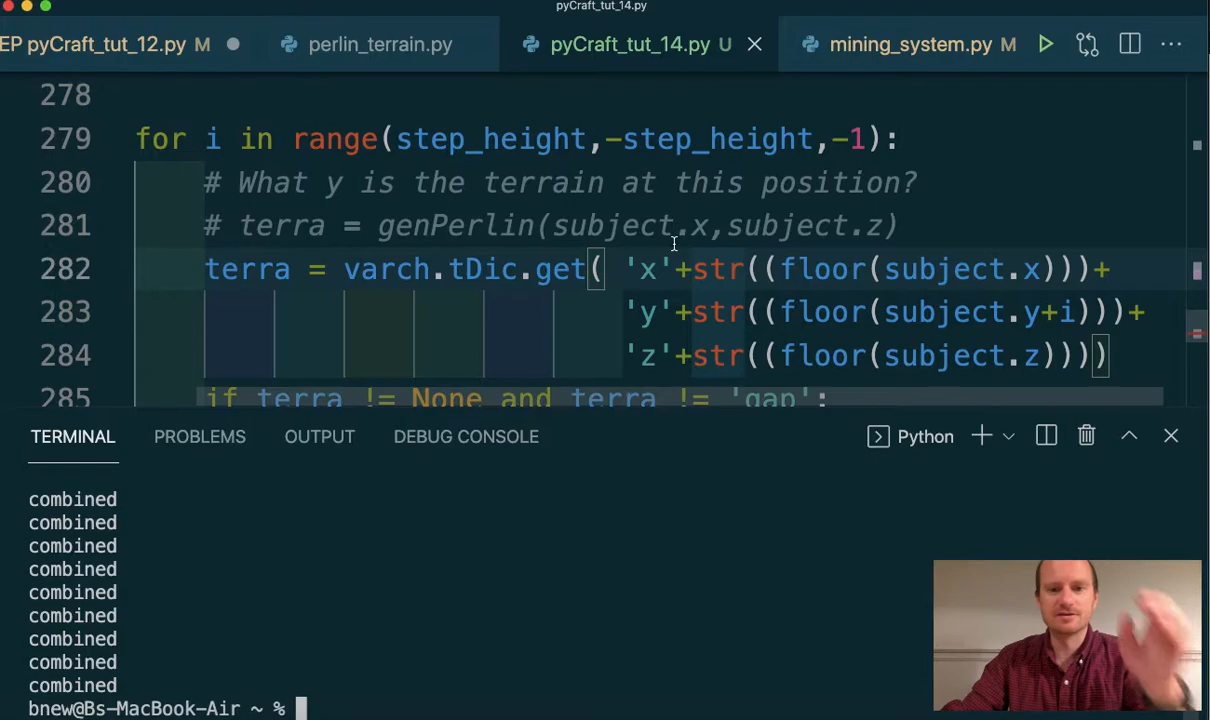 pyCraft_tut_14.py
EP pyCraft_tut_12.py M
perlin_terrain.py
pyCraft_tut_14.py U
mining_system.py M
278
279 for i in range(step_height,-step_height,-1):
280 # What y is the terrain at this position?
281 # terra = genPerlin(subject.x,subject.z)
282 terra = varch.tDic.get( 'x'+str((floor(subject.x)))+
283 'y'+str((floor(subject.y+i)))+
284 'z'+str((floor(subject.z))))
285 if terra != None and terra != 'gap':
TERMINAL PROBLEMS OUTPUT DEBUG CONSOLE Python
combined
combined
combined
combined
combined
combined
combined
combined
combined
bnew@Bs-MacBook-Air ~ %